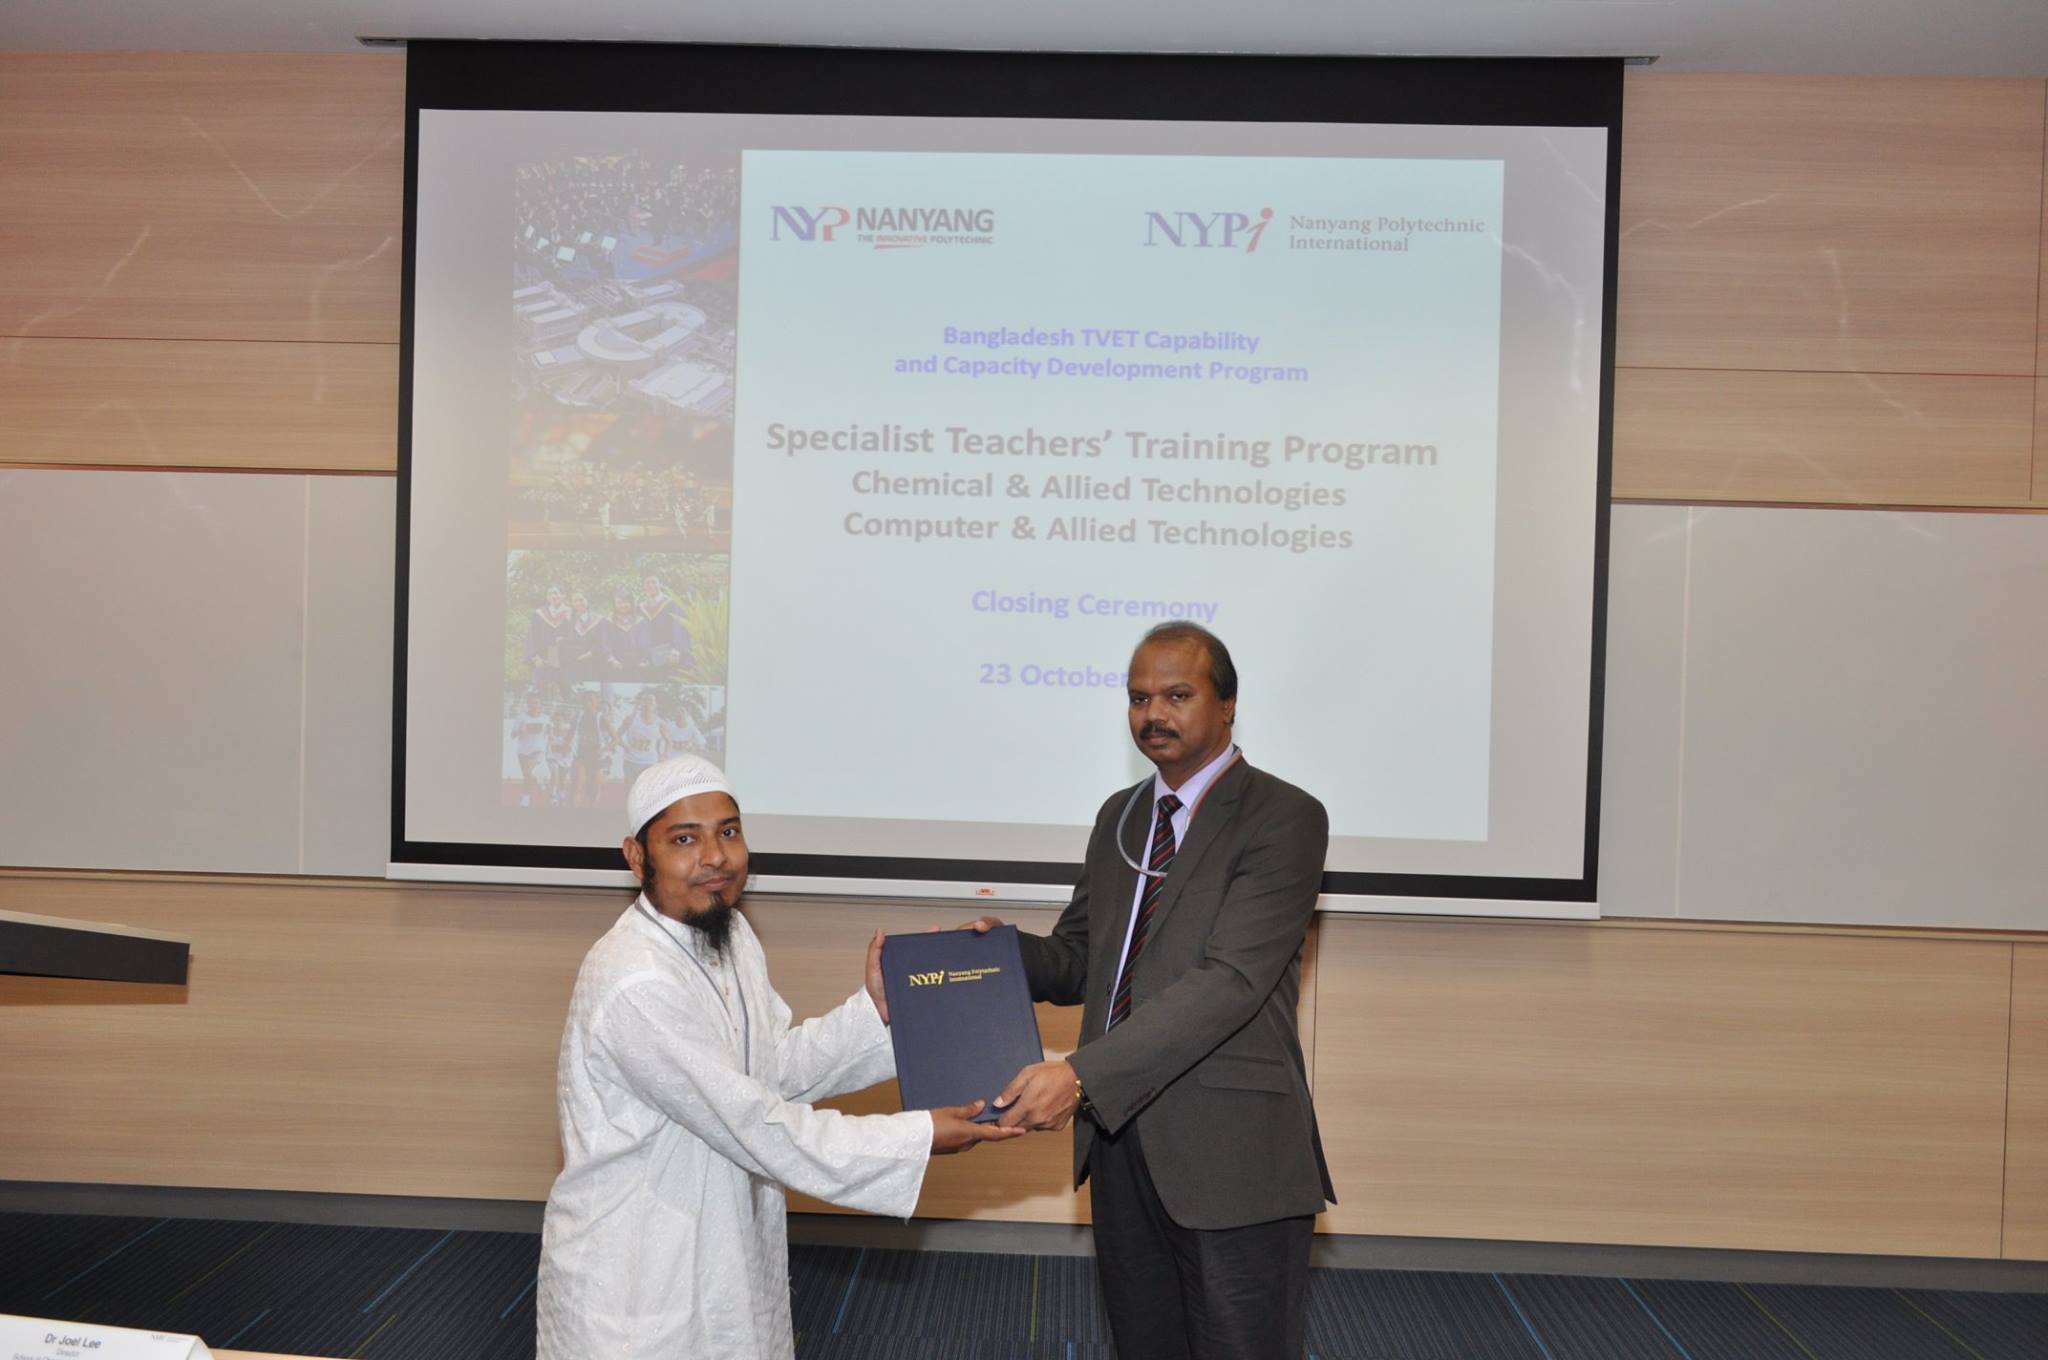 NYP NANYANG
THE INNOVATIVE POLYTECHNIC
NYPi Nanyang Polytechnic
International
Bangladesh TVET Capability
and Capacity Development Program
Specialist Teachers' Training Program
Chemical & Allied Technologies
Computer & Allied Technologies
Closing Ceremony
23 October
NYPi Nanyang Polytechnic
International
Dr Joel Lee
Director